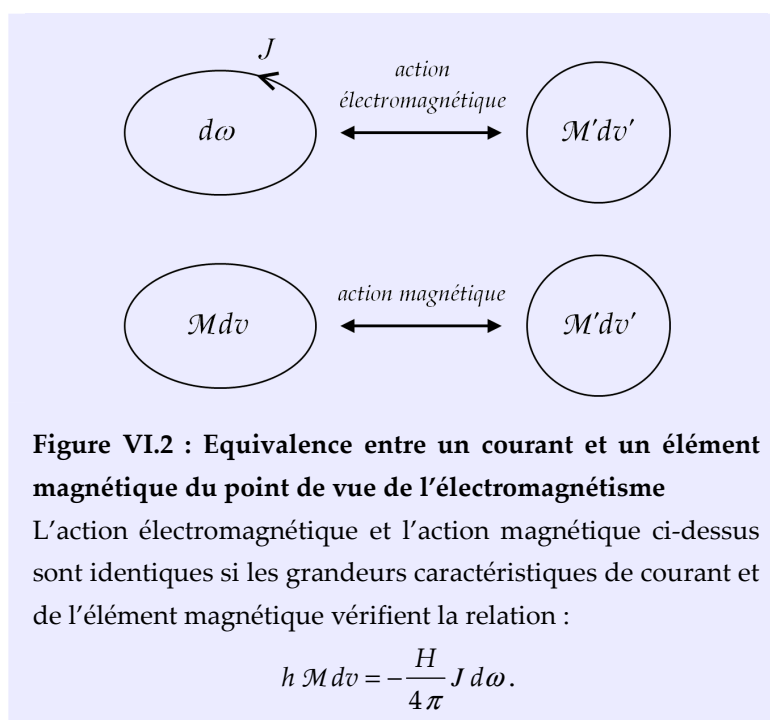 J
action
électromagnétique
dω
M'dv'
action magnétique
M dv
M'dv'
Figure VI.2 : Equivalence entre un courant et un élément
magnétique du point de vue de l'électromagnétisme
L'action électromagnétique et l'action magnétique ci-dessus
sont identiques si les grandeurs caractéristiques de courant et
de l'élément magnétique vérifient la relation :
h M dv = -\frac{H}{4π} J dω.